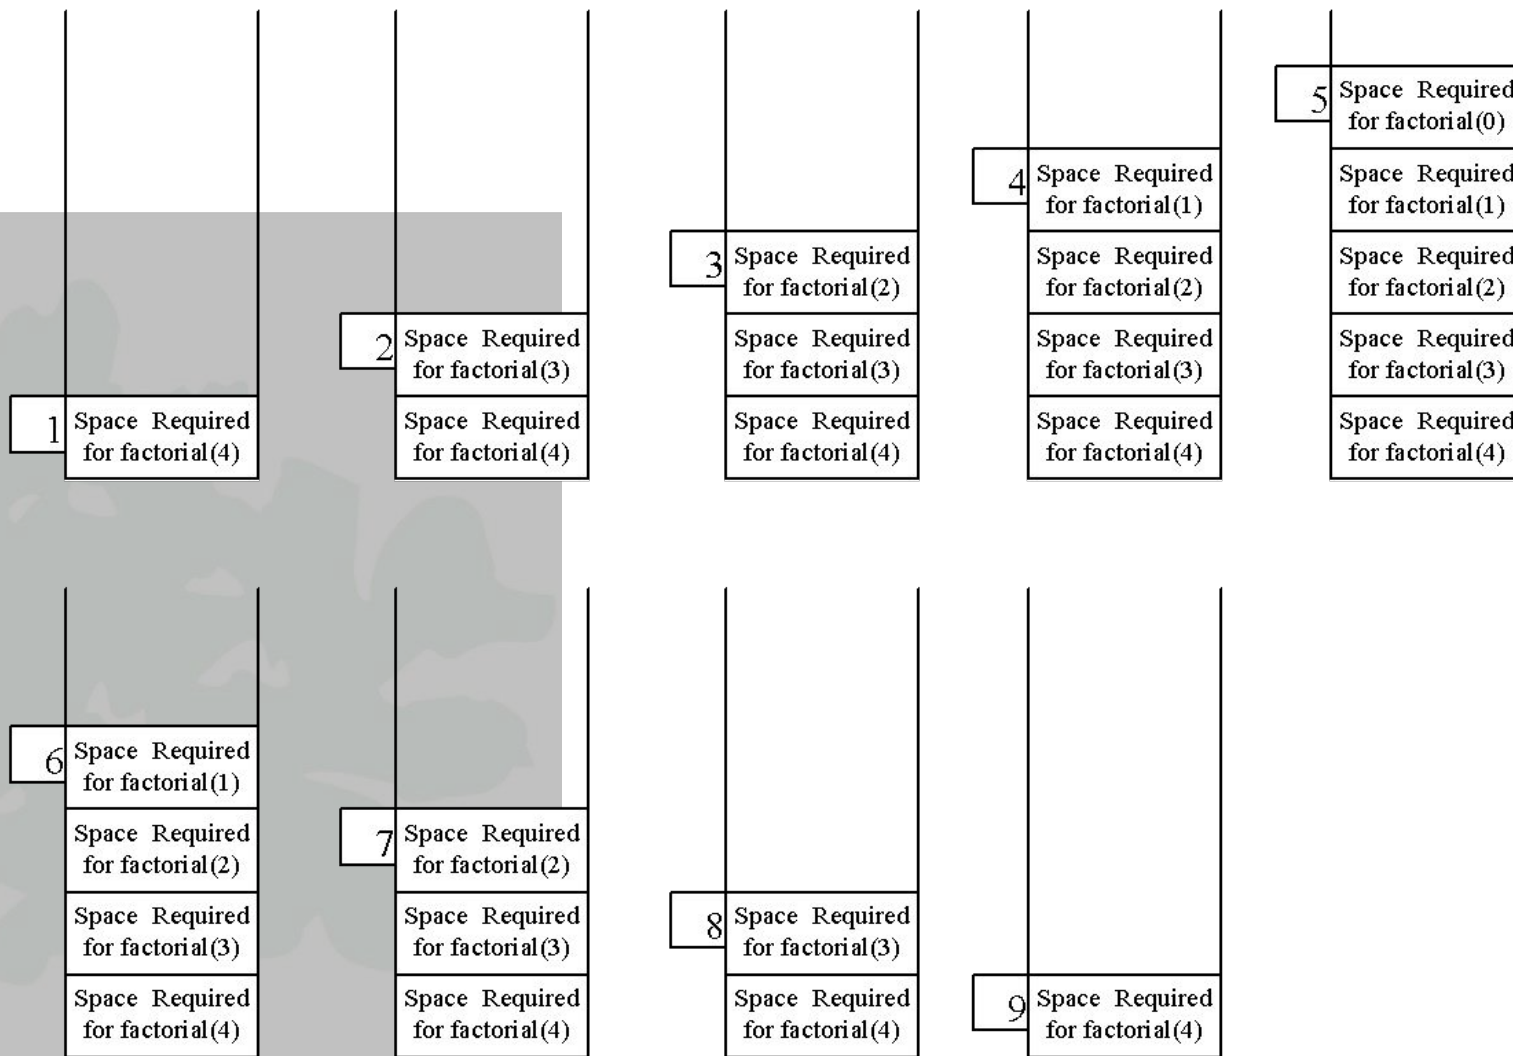 1
Space Required
for factorial(4)
2
Space Required
for factorial(3)
Space Required
for factorial(4)
3
Space Required
for factorial(2)
Space Required
for factorial(3)
Space Required
for factorial(4)
4
Space Required
for factorial(1)
Space Required
for factorial(2)
Space Required
for factorial(3)
Space Required
for factorial(4)
5
Space Required
for factorial(0)
Space Required
for factorial(1)
Space Required
for factorial(2)
Space Required
for factorial(3)
Space Required
for factorial(4)
6
Space Required
for factorial(1)
Space Required
for factorial(2)
Space Required
for factorial(3)
Space Required
for factorial(4)
7
Space Required
for factorial(2)
Space Required
for factorial(3)
Space Required
for factorial(4)
8
Space Required
for factorial(3)
Space Required
for factorial(4)
9
Space Required
for factorial(4)